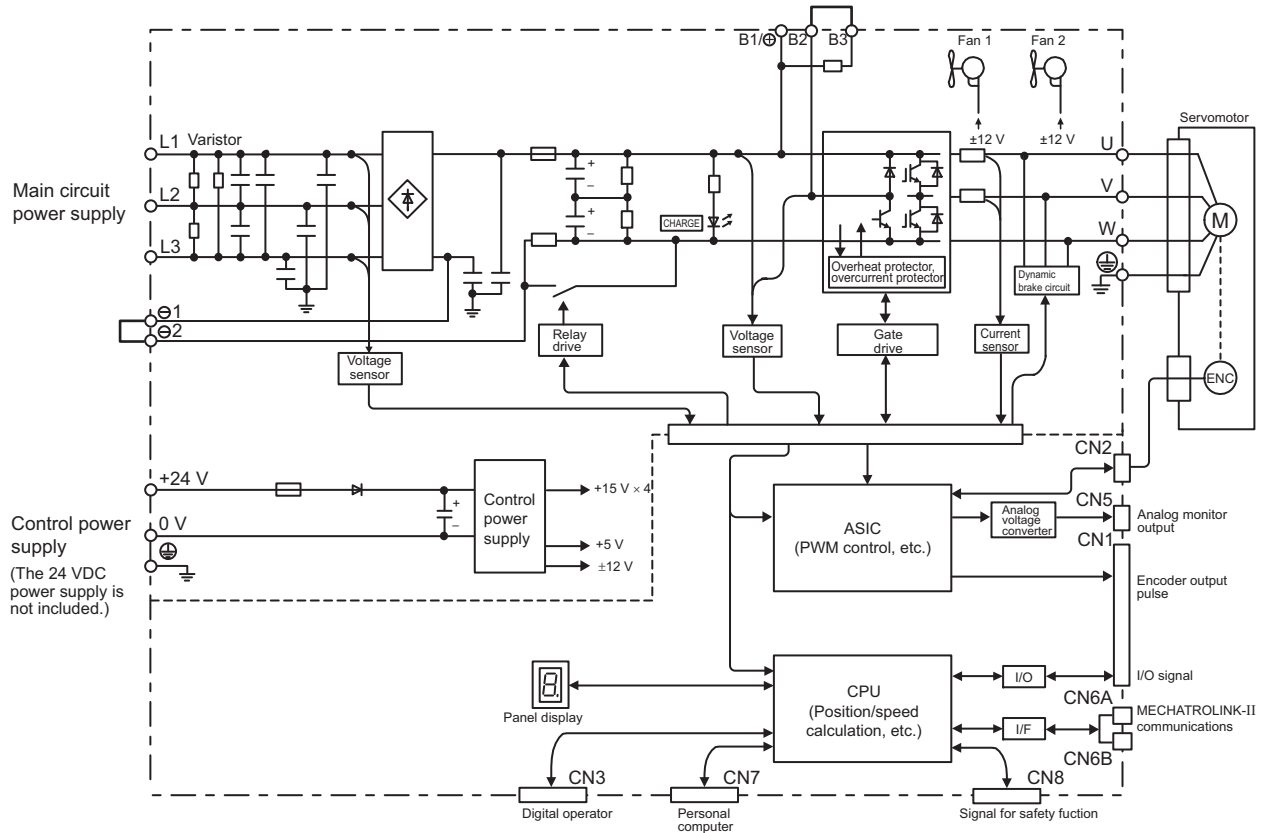 B1/⊕ B2 B3
Fan 1
Fan 2
±12 V
±12 V
Servomotor
L1
Varistor
U
Main circuit
power supply
L2
V
M
CHARGE
W
L3
Overheat protector,
overcurrent protector
Dynamic
brake circuit
⊖1
⊖2
+
–
+
–
Relay
drive
Voltage
sensor
Gate
drive
Current
sensor
Voltage
sensor
ENC
CN2
+24 V
+
–
Control
power
supply
+15 V × 4
+5 V
±12 V
Control power
supply
(The 24 VDC
power supply is
not included.)
0 V
ASIC
(PWM control, etc.)
Analog
voltage
converter
CN5
Analog monitor
output
CN1
Encoder output
pulse
8.
Panel display
CPU
(Position/speed
calculation, etc.)
I/O
I/O signal
CN6A
I/F
MECHATROLINK-II
communications
CN6B
CN3
Digital operator
CN7
Personal
computer
CN8
Signal for safety fuction